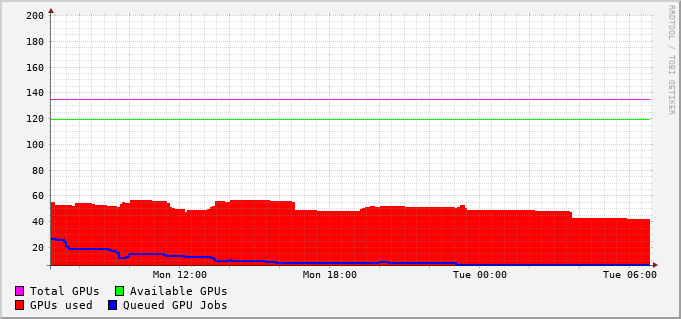 200
180
160
140
120
100
80
60
40
20
Mon 12:00 Mon 18:00 Tue 00:00 Tue 06:00
Total GPUs Available GPUs
GPUs used Queued GPU Jobs
RRDTOOL / TOBI OETIKER